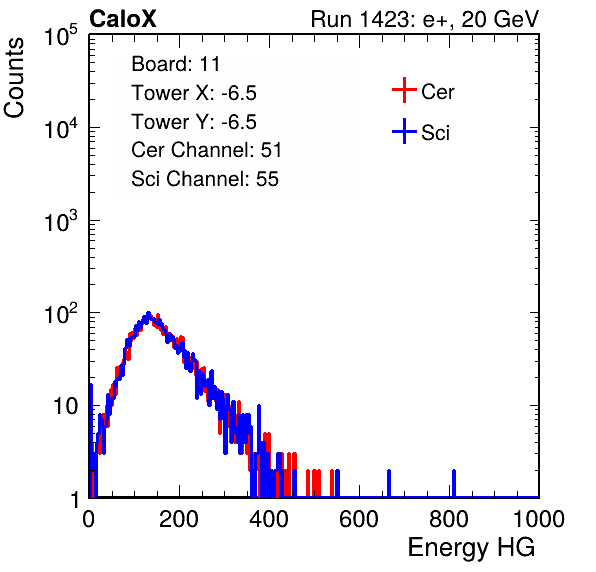 CaloX Run 1423: e+, 20 GeV
Counts
10^5
10^4
10^3
10^2
10
1
Board: 11
Tower X: -6.5
Tower Y: -6.5
Cer Channel: 51
Sci Channel: 55
Cer
Sci
0 200 400 600 800 1000
Energy HG